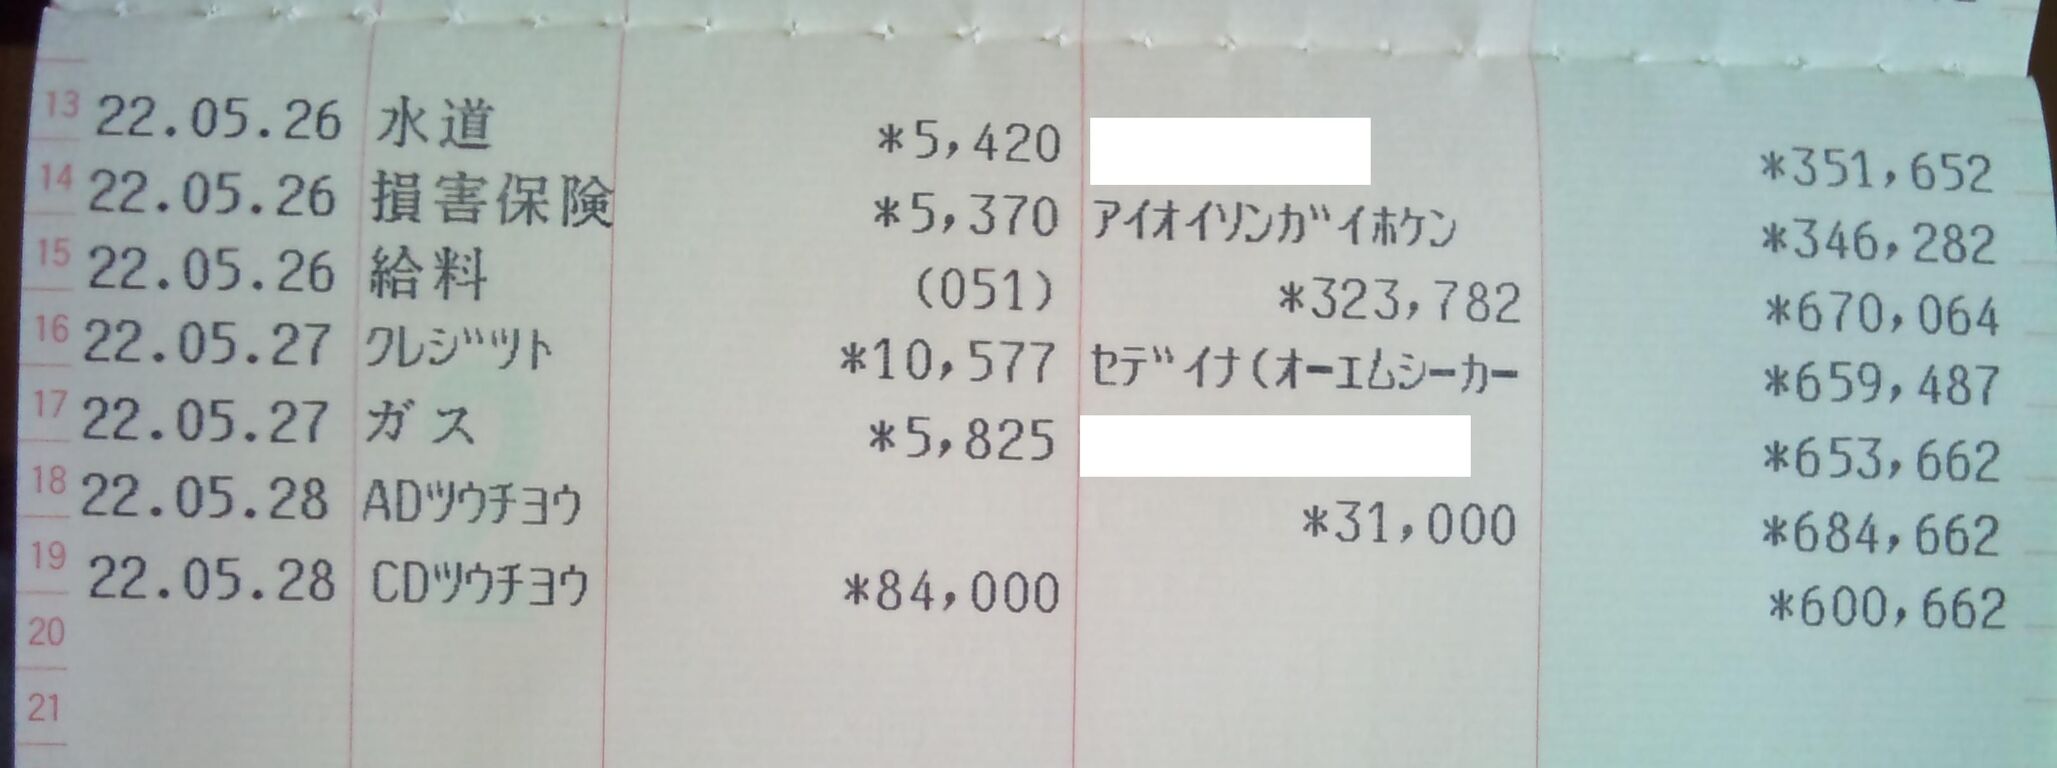 13 22.05.26 水道 *5,420 *351,652
14 22.05.26 損害保険 *5,370 アイオイソンガイホケン *346,282
15 22.05.26 給料 (051) *323,782 *670,064
16 22.05.27 クレジツト *10,577 セデイナ(オーエムシーカー *659,487
17 22.05.27 ガス *5,825 *653,662
18 22.05.28 ADツウチヨウ *31,000 *684,662
19 22.05.28 CDツウチヨウ *84,000 *600,662
20
21